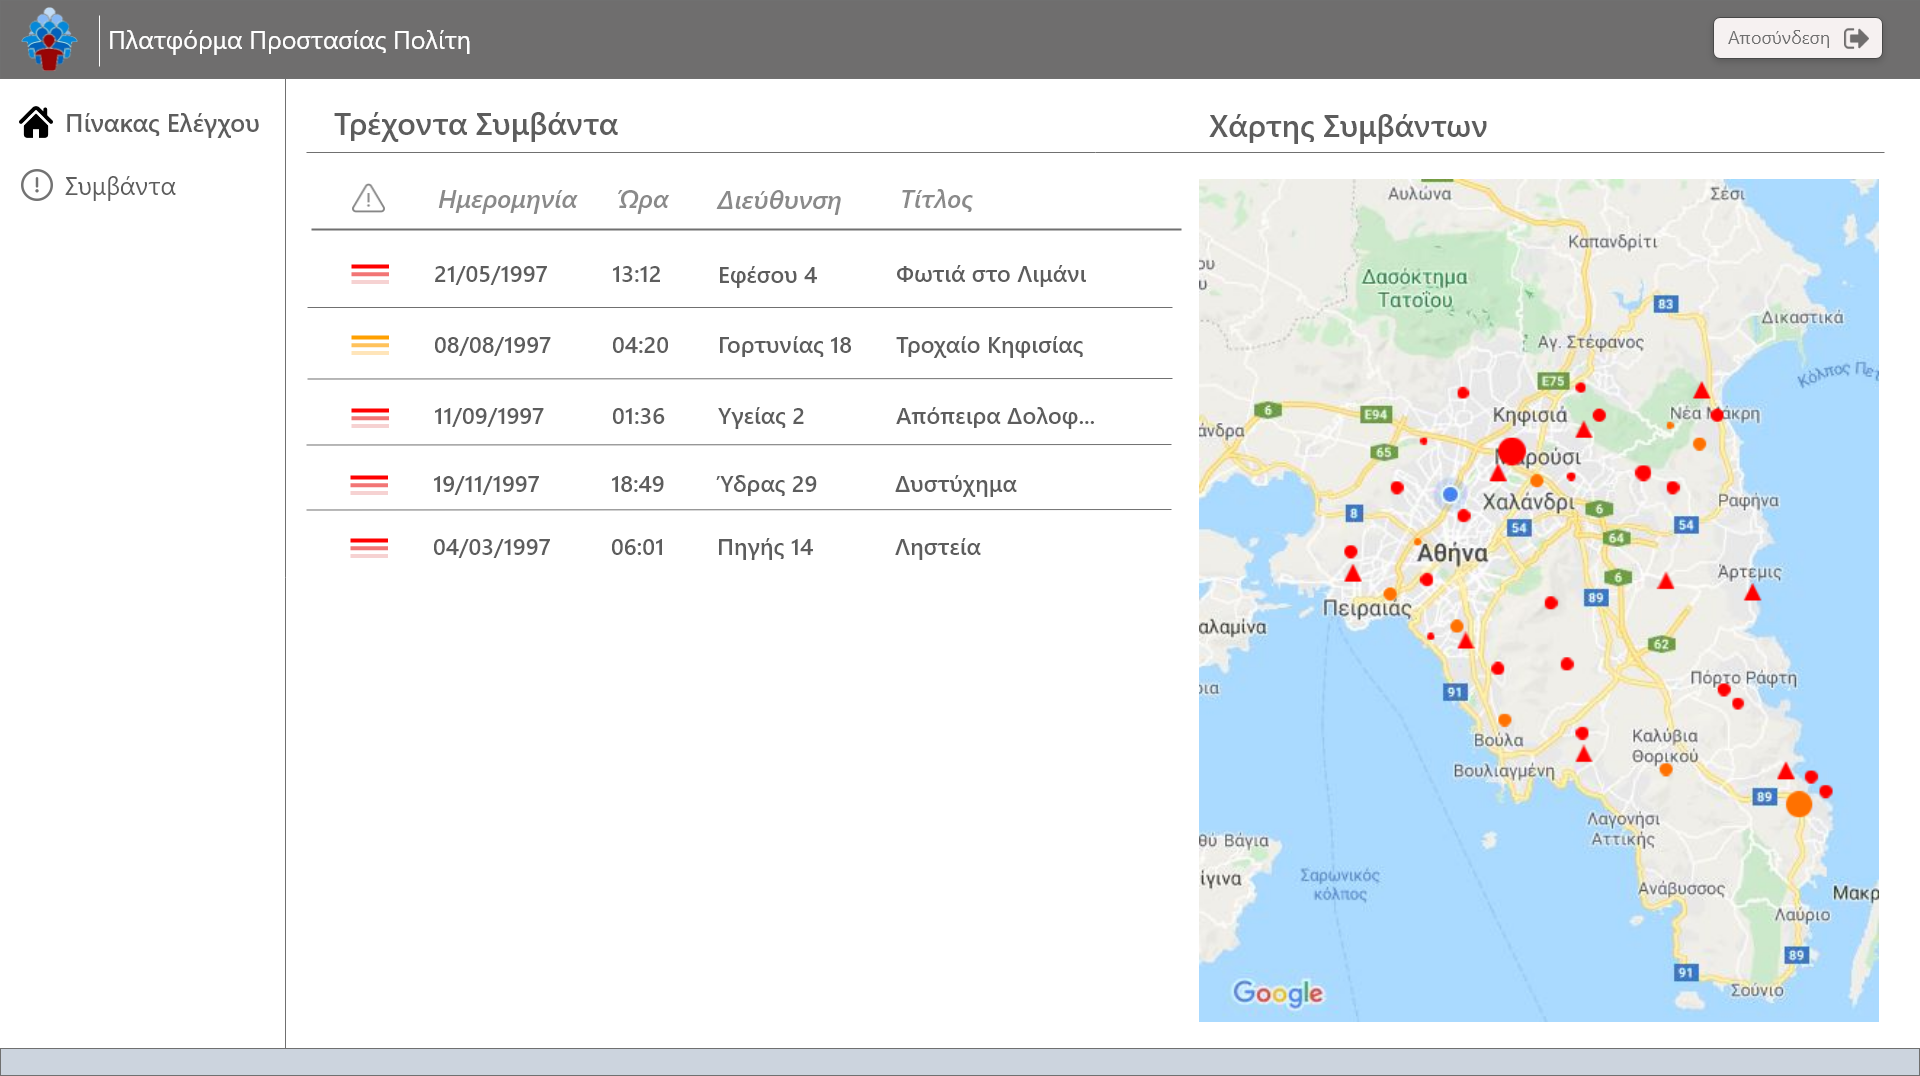 Πλατφόρμα Προστασίας Πολίτη
Αποσύνδεση
Πίνακας Ελέγχου
Συμβάντα
Τρέχοντα Συμβάντα
Ημερομηνία Ώρα Διεύθυνση Τίτλος
21/05/1997 13:12 Εφέσου 4 Φωτιά στο Λιμάνι
08/08/1997 04:20 Γορτυνίας 18 Τροχαίο Κηφισίας
11/09/1997 01:36 Υγείας 2 Απόπειρα Δολοφ...
19/11/1997 18:49 Ύδρας 29 Δυστύχημα
04/03/1997 06:01 Πηγής 14 Ληστεία
Χάρτης Συμβάντων
Αυλώνα
Σέσι
Καπανδρίτι
ου
υ
Δασόκτημα
Τατοΐου
83
Δικαστικά
Αγ. Στέφανος
Κόλπος Πε
E75
6
E94
Κηφισιά
Νέα Μάκρη
άνδρα
65
Μαρούσι
Χαλάνδρι
Ραφήνα
8
6
54
54
64
Αθήνα
Άρτεμις
6
89
Πειραιάς
αλαμίνα
62
Πόρτο Ράφτη
ρια
91
Βούλα
Καλύβια
Θορικού
Βουλιαγμένη
89
Λαγονήσι
Αττικής
θύ Βάγια
Σαρωνικός
κόλπος
ίγινα
Ανάβυσσος
Μακρ
Λαύριο
89
91
Σούνιο
Google